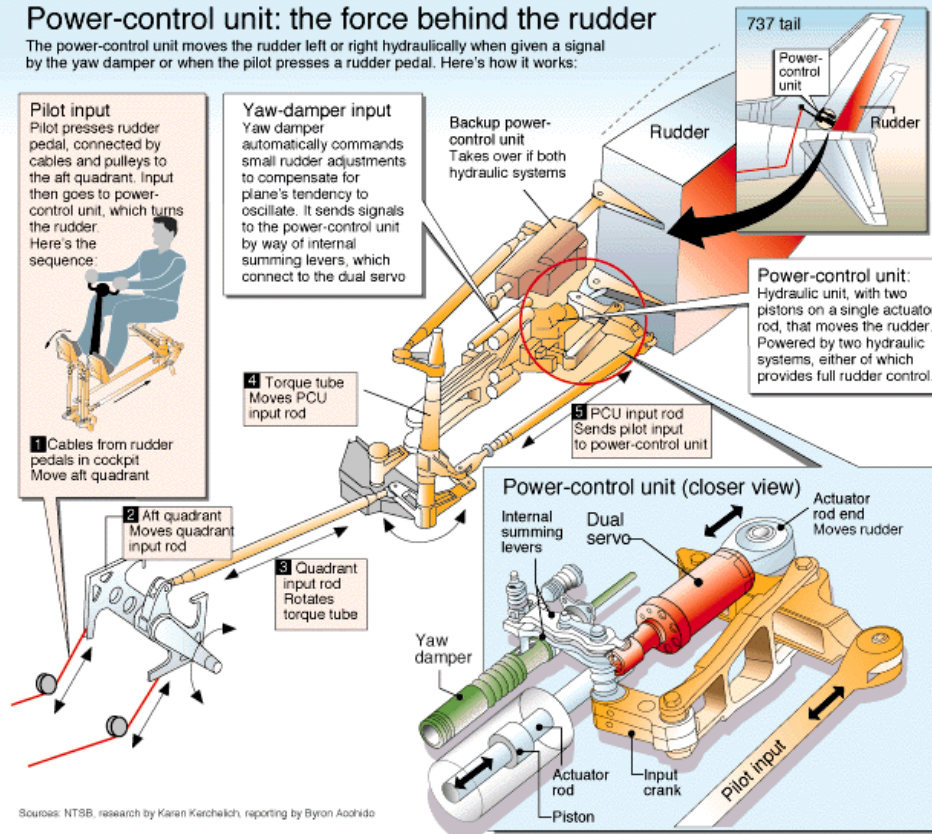 Power-control unit: the force behind the rudder
The power-control unit moves the rudder left or right hydraulically when given a signal
by the yaw damper or when the pilot presses a rudder pedal. Here's how it works:
737 tail
Power-
control
unit
Rudder
Pilot input
Pilot presses rudder
pedal, connected by
cables and pulleys to
the aft quadrant. Input
then goes to power-
control unit, which turns
the rudder.
Here's the
sequence:
1 Cables from rudder
pedals in cockpit
Move aft quadrant
Yaw-damper input
Yaw damper
automatically commands
small rudder adjustments
to compensate for
plane's tendency to
oscillate. It sends signals
to the power-control unit
by way of internal
summing levers, which
connect to the dual servo
Backup power-
control unit
Takes over if both
hydraulic systems
Rudder
Power-control unit:
Hydraulic unit, with two
pistons on a single actuator
rod, that moves the rudder.
Powered by two hydraulic
systems, either of which
provides full rudder control.
4 Torque tube
Moves PCU
input rod
5 PCU input rod
Sends pilot input
to power-control unit
2 Aft quadrant
Moves quadrant
input rod
3 Quadrant
input rod
Rotates
torque tube
Power-control unit (closer view)
Internal
summing
levers
Dual
servo
Actuator
rod end
Moves rudder
Yaw
damper
Actuator
rod
Piston
Input
crank
Pilot input
Sources: NTSB, research by Karen Kerchelich, reporting by Byron Acohido